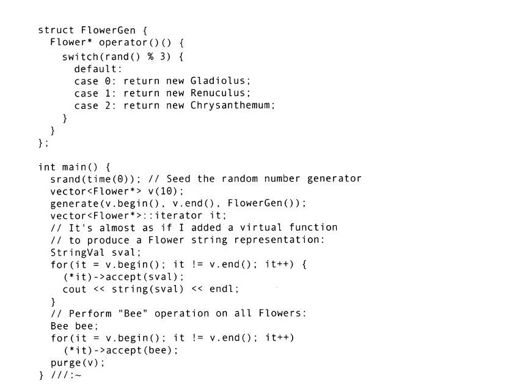 struct FlowerGen {
  Flower* operator()() {
    switch(rand() % 3) {
      default:
      case 0: return new Gladiolus;
      case 1: return new Renuculus;
      case 2: return new Chrysanthemum;
    }
  }
};

int main() {
  srand(time(0)); // Seed the random number generator
  vector<Flower*> v(10);
  generate(v.begin(), v.end(), FlowerGen());
  vector<Flower*>::iterator it;
  // It's almost as if I added a virtual function
  // to produce a Flower string representation:
  StringVal sval;
  for(it = v.begin(); it != v.end(); it++) {
    (*it)->accept(sval);
    cout << string(sval) << endl;
  }
  // Perform "Bee" operation on all Flowers:
  Bee bee;
  for(it = v.begin(); it != v.end(); it++)
    (*it)->accept(bee);
  purge(v);
} ///:~